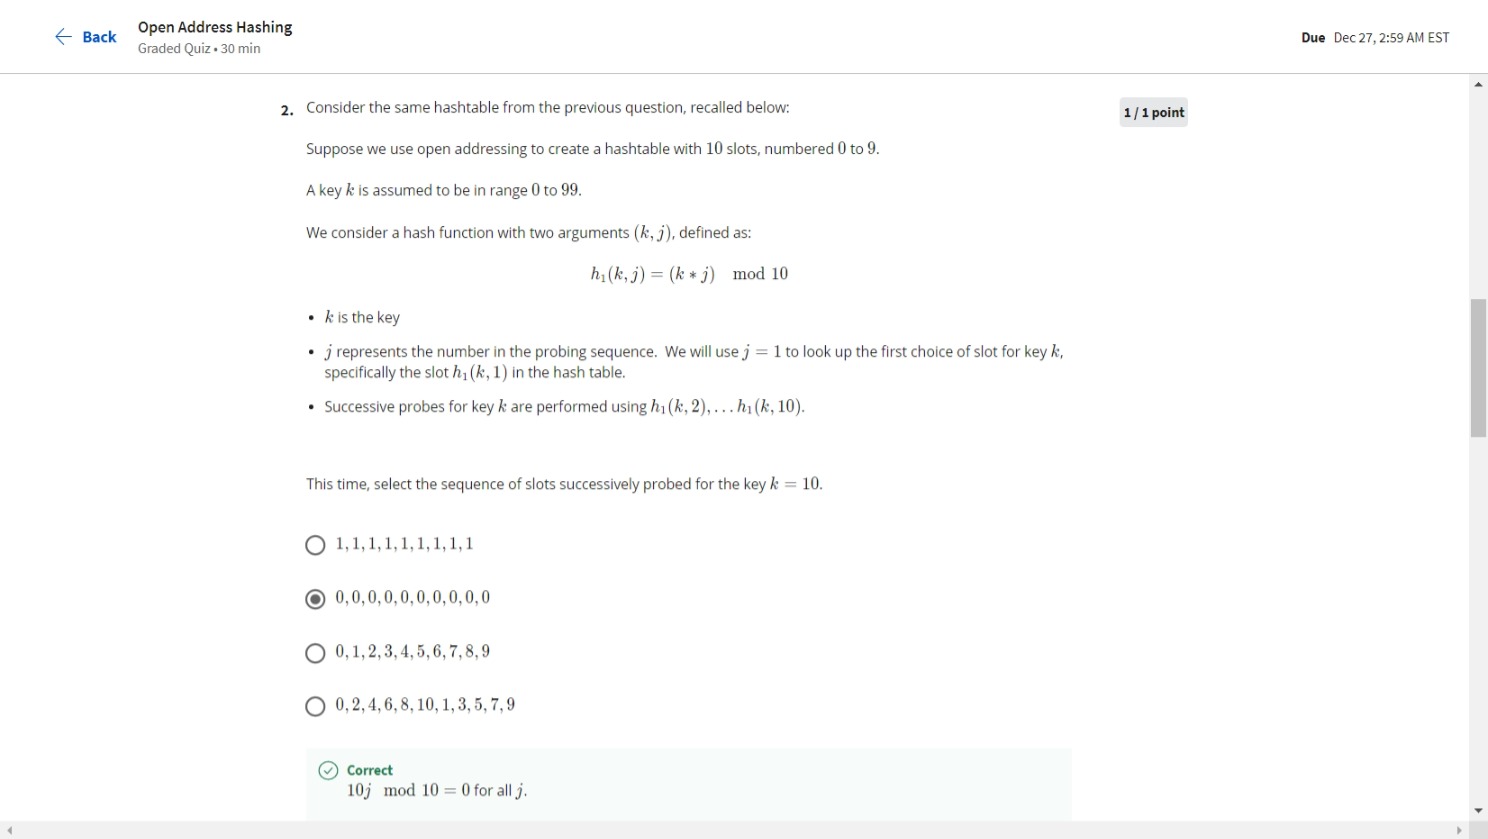 Back
Open Address Hashing
Graded Quiz • 30 min
Due Dec 27, 2:59 AM EST
2. Consider the same hashtable from the previous question, recalled below:
1 / 1 point
Suppose we use open addressing to create a hashtable with 10 slots, numbered 0 to 9.
A key k is assumed to be in range 0 to 99.
We consider a hash function with two arguments (k, j), defined as:
h₁(k, j) = (k ∗ j) mod 10
• k is the key
• j represents the number in the probing sequence. We will use j = 1 to look up the first choice of slot for key k,
specifically the slot h₁(k, 1) in the hash table.
• Successive probes for key k are performed using h₁(k, 2), . . . h₁(k, 10).
This time, select the sequence of slots successively probed for the key k = 10.
1, 1, 1, 1, 1, 1, 1, 1, 1
0, 0, 0, 0, 0, 0, 0, 0, 0, 0
0, 1, 2, 3, 4, 5, 6, 7, 8, 9
0, 2, 4, 6, 8, 10, 1, 3, 5, 7, 9
Correct
10j mod 10 = 0 for all j.